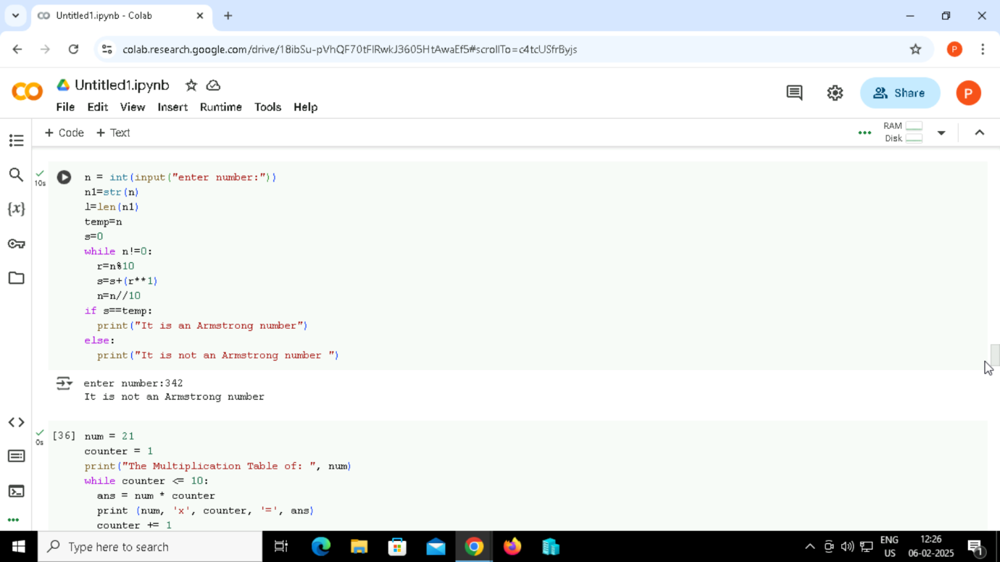 Untitled1.ipynb - Colab
colab.research.google.com/drive/18ibSu-pVhQF70tFlRwkJ3605HtAwaEf5#scrollTo=c4tcUSfrByjs
P
Untitled1.ipynb
File Edit View Insert Runtime Tools Help
Share
P
+ Code + Text
RAM
Disk
10s
n = int(input("enter number:"))
n1=str(n)
l=len(n1)
temp=n
s=0
while n!=0:
r=n%10
s=s+(r**l)
n=n//10
if s==temp:
print("It is an Armstrong number")
else:
print("It is not an Armstrong number ")
enter number:342
It is not an Armstrong number
0s
[36] num = 21
counter = 1
print("The Multiplication Table of: ", num)
while counter <= 10:
ans = num * counter
print (num, 'x', counter, '=', ans)
counter += 1
Type here to search
ENG
US
12:26
06-02-2025
1